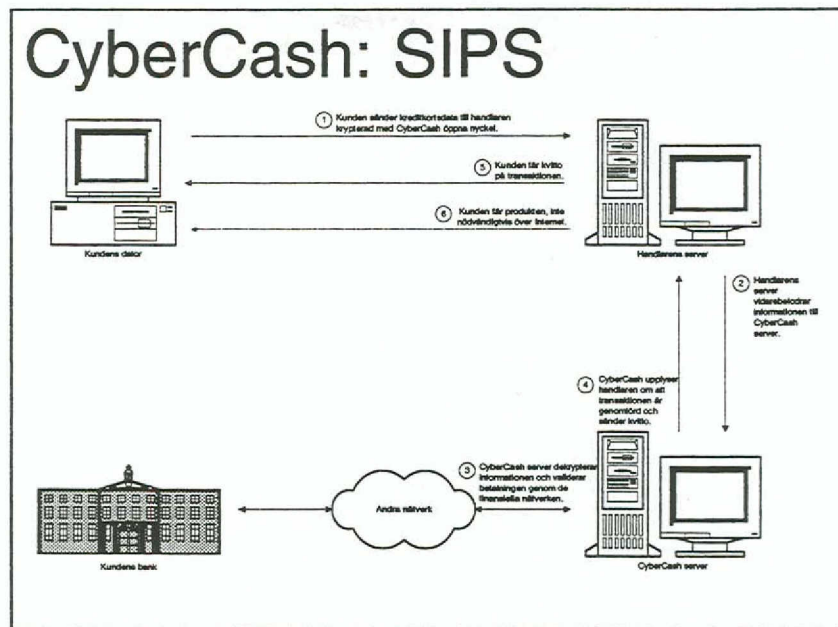 CyberCash: SIPS
1 Kunden sänder kreditkortsdata till handlaren
krypterad med CyberCash öppna nyckel.
5 Kunden får kvitto
på transaktionen.
6 Kunden får produkten, inte
nödvändigtvis över Internet.
Kundens dator
Handlarens server
2 Handlarens
server
vidarebefodrar
informationen till
CyberCash
server.
4 CyberCash upplyser
handlaren om att
transaktionen är
genomförd och
sänder kvitto.
3 CyberCash server dekrypterar
informationen och validerar
betalningen genom de
finansiella nätverken.
Andra nätverk
Kundens bank
CyberCash server